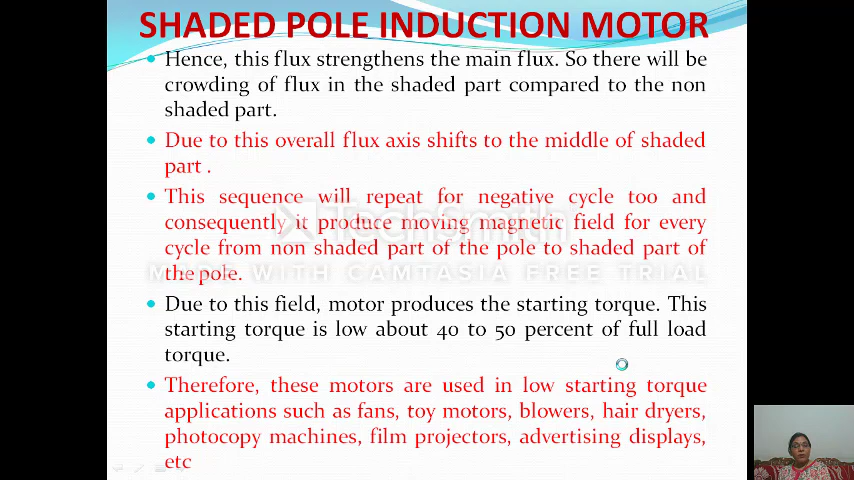 SHADED POLE INDUCTION MOTOR
Hence, this flux strengthens the main flux. So there will be
crowding of flux in the shaded part compared to the non
shaded part.
Due to this overall flux axis shifts to the middle of shaded
part .
This sequence will repeat for negative cycle too and
consequently it produce moving magnetic field for every
cycle from non shaded part of the pole to shaded part of
the pole.
TechSmith
MADE WITH CAMTASIA FREE TRIAL
Due to this field, motor produces the starting torque. This
starting torque is low about 40 to 50 percent of full load
torque.
Therefore, these motors are used in low starting torque
applications such as fans, toy motors, blowers, hair dryers,
photocopy machines, film projectors, advertising displays,
etc